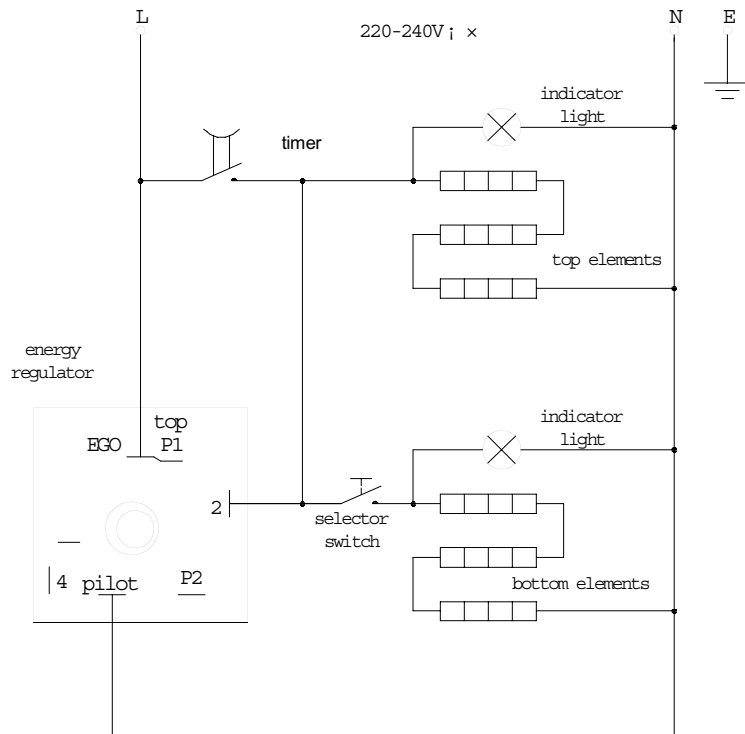 L
220-240V¡ ×
N
E
indicator
light
timer
top elements
energy
regulator
top
EGO P1
indicator
light
2
selector
switch
4 pilot P2
bottom elements